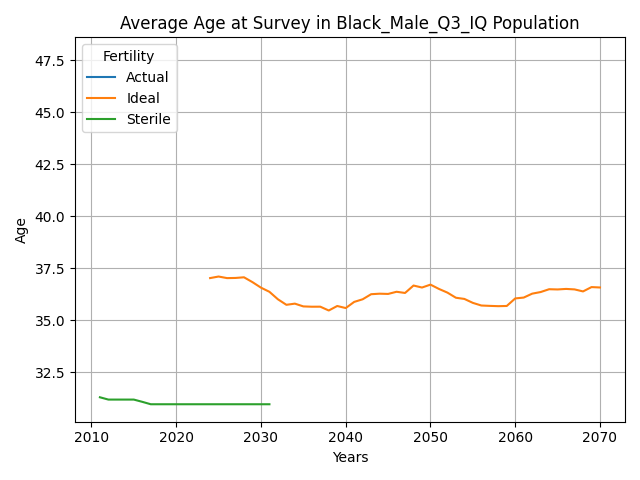 Average Age at Survey in Black_Male_Q3_IQ Population
Fertility
Actual
Ideal
Sterile
47.5
45.0
42.5
40.0
37.5
35.0
32.5
Age
2010 2020 2030 2040 2050 2060 2070
Years